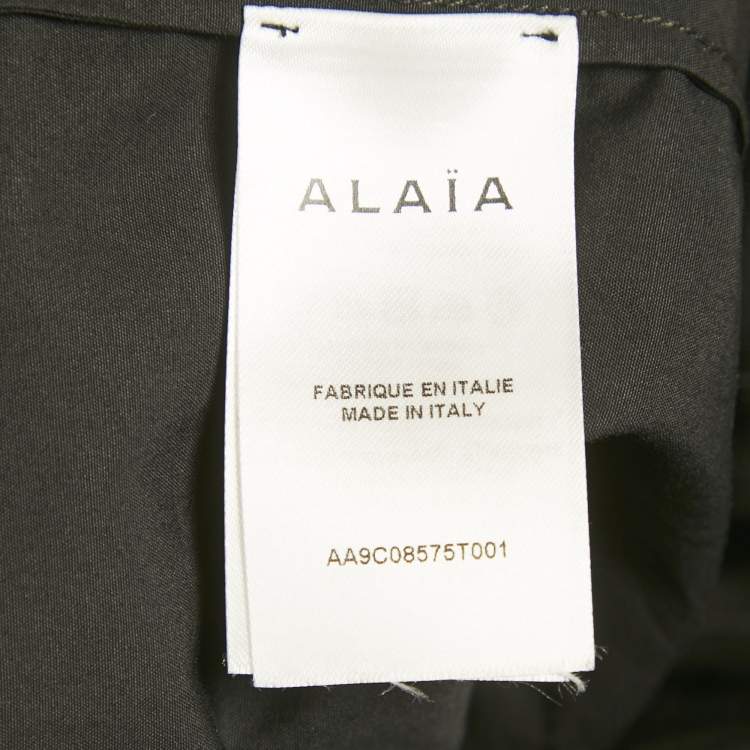 ALAÏA
FABRIQUE EN ITALIE
MADE IN ITALY
AA9C08575T001